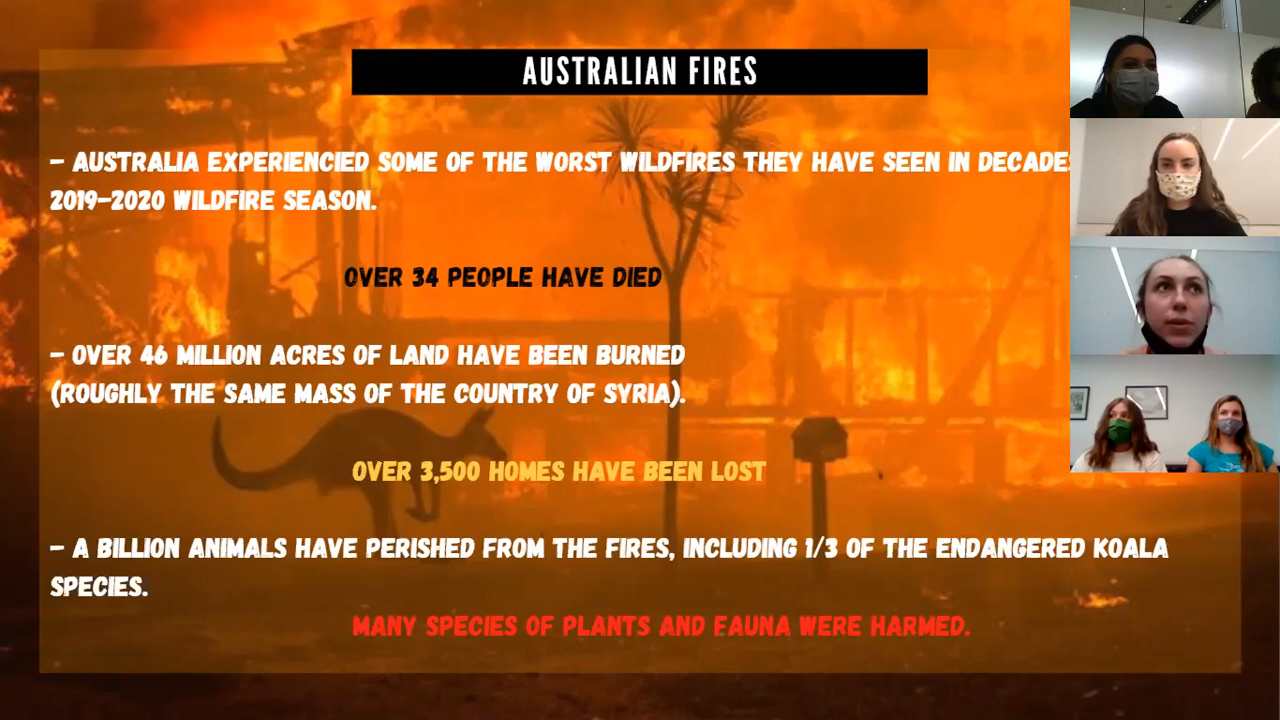 AUSTRALIAN FIRES
- AUSTRALIA EXPERIENCIED SOME OF THE WORST WILDFIRES THEY HAVE SEEN IN
2019-2020 WILDFIRE SEASON.
OVER 34 PEOPLE HAVE DIED
- OVER 46 MILLION ACRES OF LAND HAVE BEEN BURNED
(ROUGHLY THE SAME MASS OF THE COUNTRY OF SYRIA).
OVER 3,500 HOMES HAVE BEEN LOST
- A BILLION ANIMALS HAVE PERISHED FROM THE FIRES, INCLUDING 1/3 OF THE ENDANGERED KOALA
SPECIES.
MANY SPECIES OF PLANTS AND FAUNA WERE HARMED.